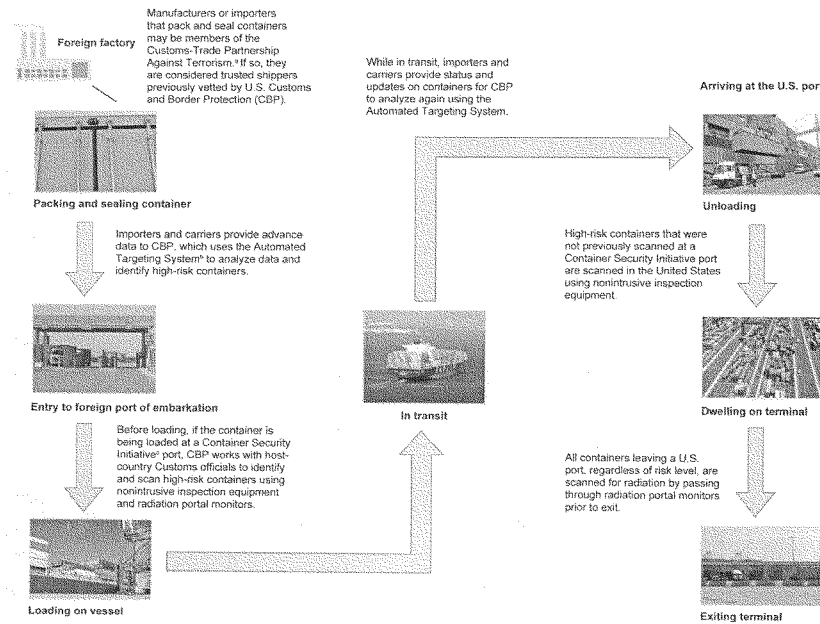 Foreign factory
Manufacturers or importers
that pack and seal containers
may be members of the
Customs-Trade Partnership
Against Terrorism.ª If so, they
are considered trusted shippers
previously vetted by U.S. Customs
and Border Protection (CBP).
Packing and sealing container
Importers and carriers provide advance
data to CBP, which uses the Automated
Targeting Systemᵇ to analyze data and
identify high-risk containers.
Entry to foreign port of embarkation
Before loading, if the container is
being loaded at a Container Security
Initiativeᶜ port, CBP works with host-
country Customs officials to identify
and scan high-risk containers using
nonintrusive inspection equipment
and radiation portal monitors.
Loading on vessel
While in transit, importers and
carriers provide status and
updates on containers for CBP
to analyze again using the
Automated Targeting System.
In transit
Arriving at the U.S. por
Unloading
High-risk containers that were
not previously scanned at a
Container Security Initiative port
are scanned in the United States
using nonintrusive inspection
equipment.
Dwelling on terminal
All containers leaving a U.S.
port, regardless of risk level, are
scanned for radiation by passing
through radiation portal monitors
prior to exit.
Exiting terminal